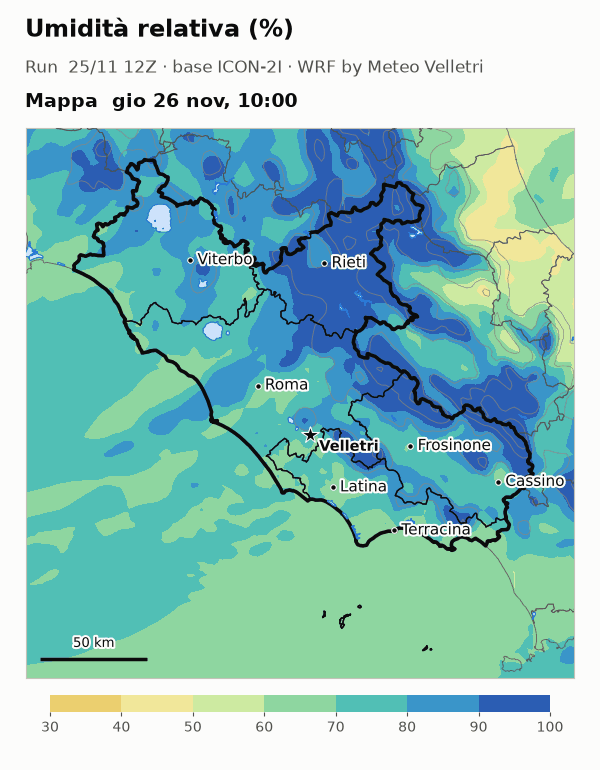 Umidità relativa (%)
Run  25/11 12Z · base ICON-2I · WRF by Meteo Velletri
Mappa  gio 26 nov, 10:00
Viterbo
Rieti
Roma
Velletri
Frosinone
Cassino
Latina
Terracina
50 km
30 40 50 60 70 80 90 100